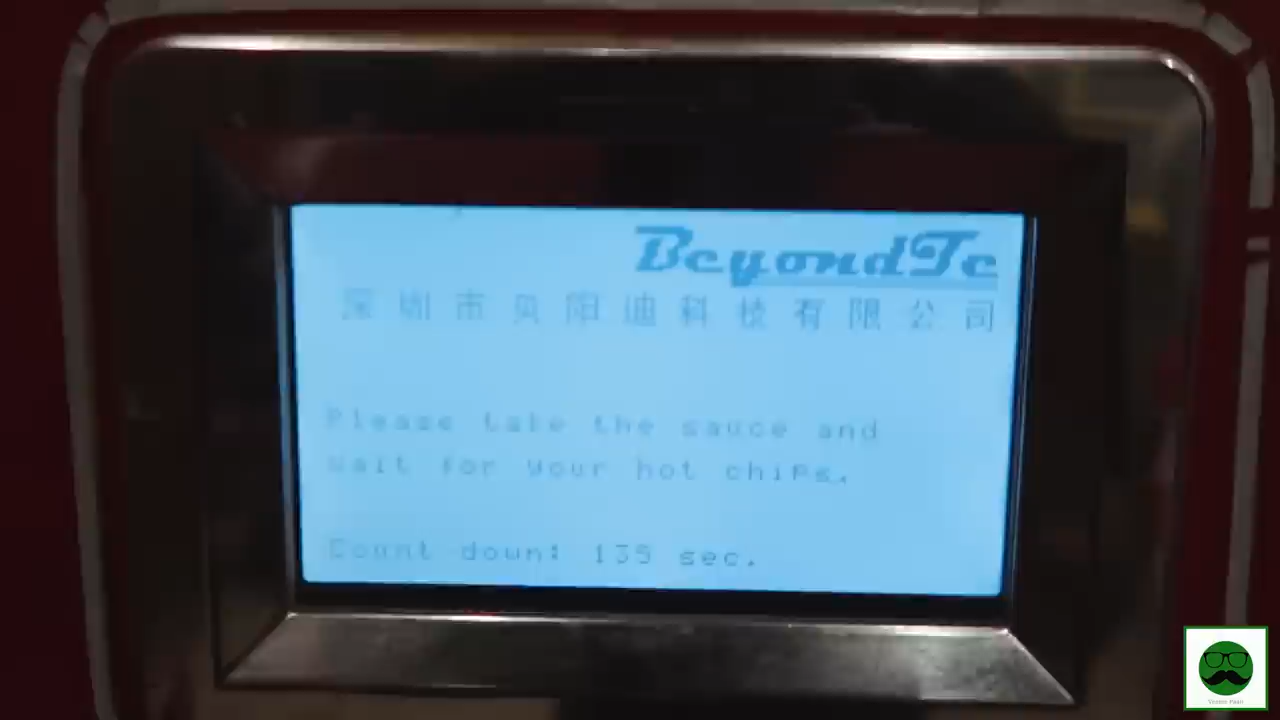 BeyondTc
深圳市贝阳迪科技有限公司
Please take the sauce and
wait for your hot chips.
Count down: 135 sec.